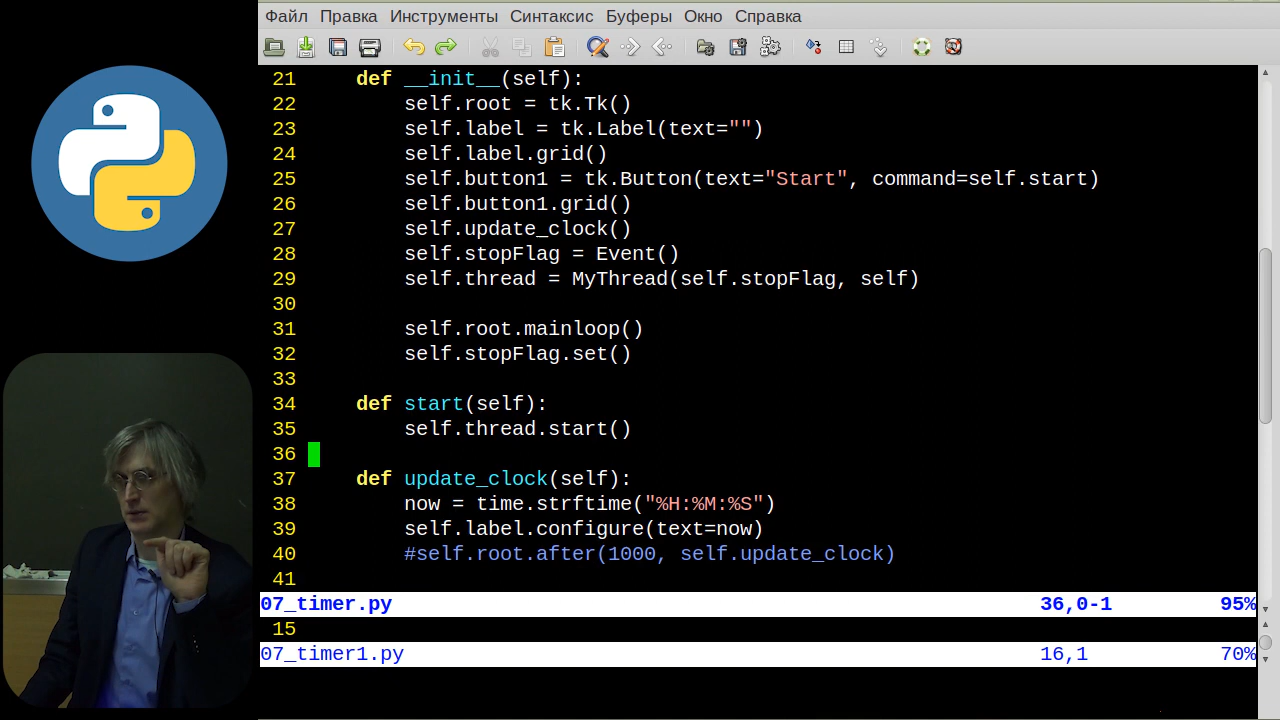 Файл Правка Инструменты Синтаксис Буферы Окно Справка
21     def __init__(self):
22         self.root = tk.Tk()
23         self.label = tk.Label(text="")
24         self.label.grid()
25         self.button1 = tk.Button(text="Start", command=self.start)
26         self.button1.grid()
27         self.update_clock()
28         self.stopFlag = Event()
29         self.thread = MyThread(self.stopFlag, self)
30
31         self.root.mainloop()
32         self.stopFlag.set()
33
34     def start(self):
35         self.thread.start()
36
37     def update_clock(self):
38         now = time.strftime("%H:%M:%S")
39         self.label.configure(text=now)
40         #self.root.after(1000, self.update_clock)
41
07_timer.py 36,0-1 95%
15
07_timer1.py 16,1 70%